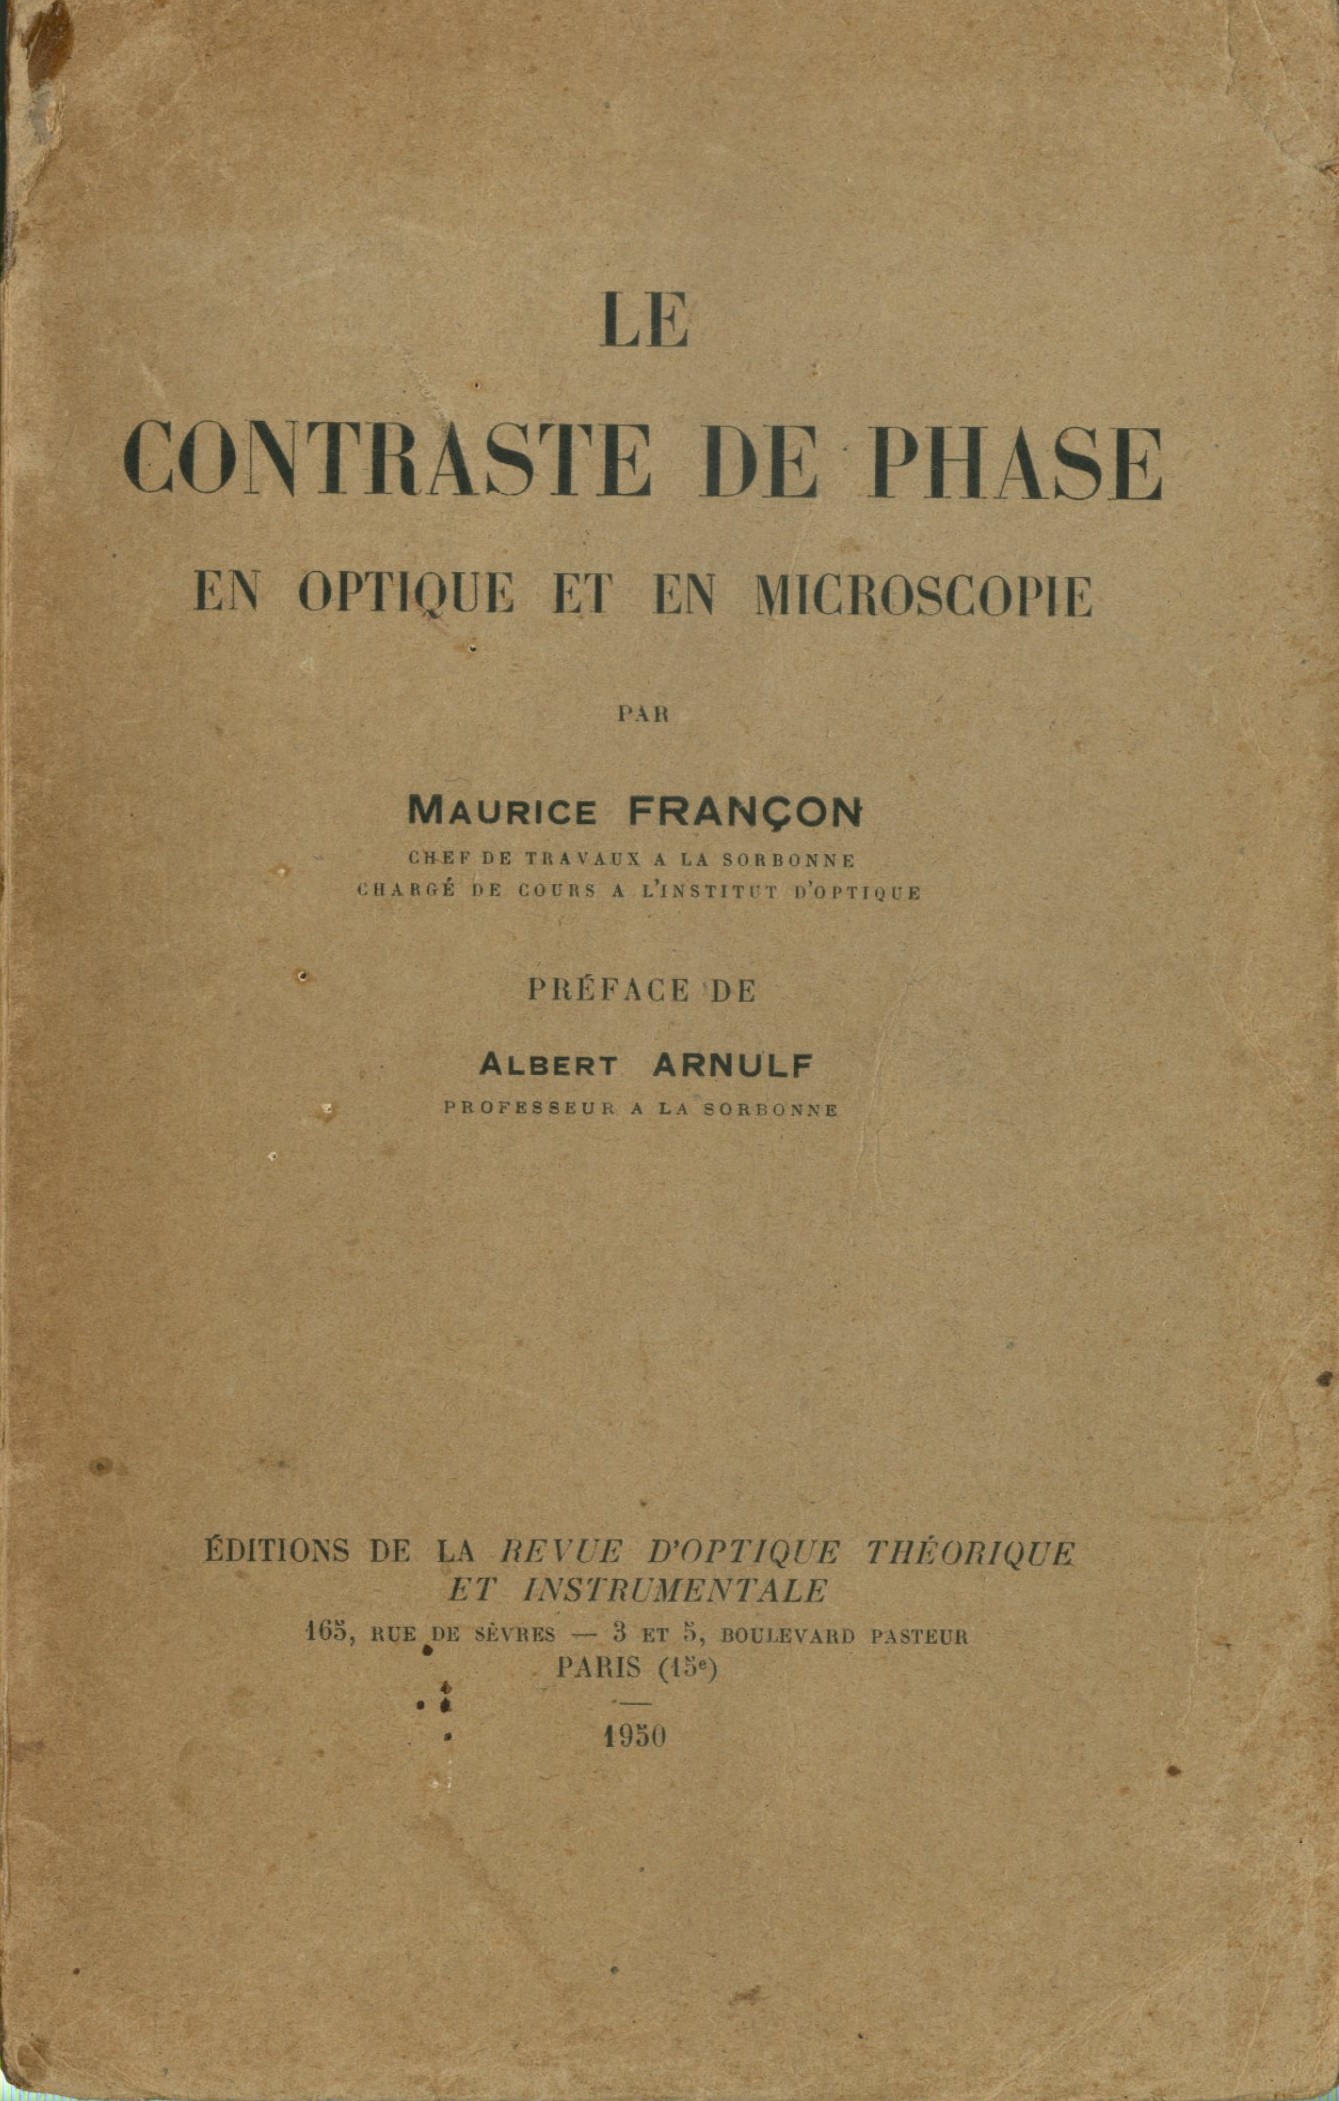 LE
CONTRASTE DE PHASE
EN OPTIQUE ET EN MICROSCOPIE
PAR
MAURICE FRANÇON
CHEF DE TRAVAUX A LA SORBONNE
CHARGÉ DE COURS A L'INSTITUT D'OPTIQUE
PRÉFACE DE
ALBERT ARNULF
PROFESSEUR A LA SORBONNE
ÉDITIONS DE LA REVUE D'OPTIQUE THÉORIQUE
ET INSTRUMENTALE
165, RUE DE SÈVRES — 3 ET 5, BOULEVARD PASTEUR
PARIS (15e)
1950